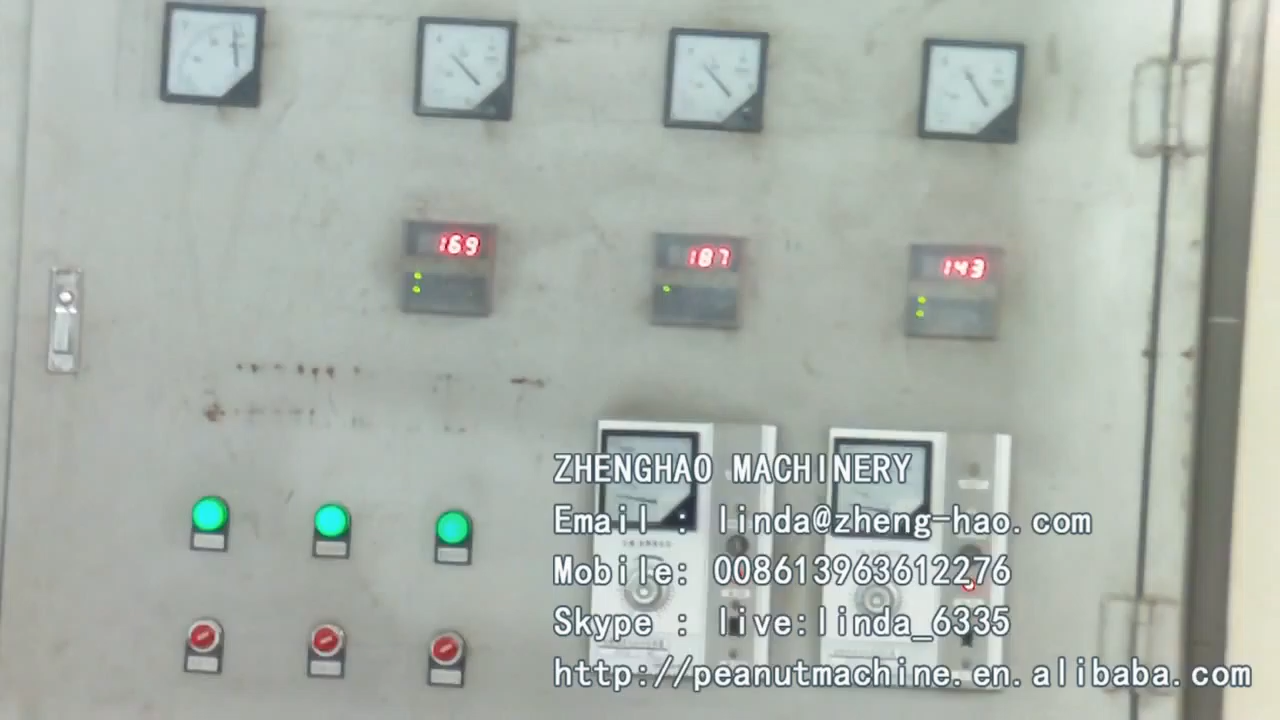 169
187
143
ZHENGHAO MACHINERY
Email : linda@zheng-hao.com
Mobile: 008613963612276
Skype : live:linda_6335
http://peanutmachine.en.alibaba.com